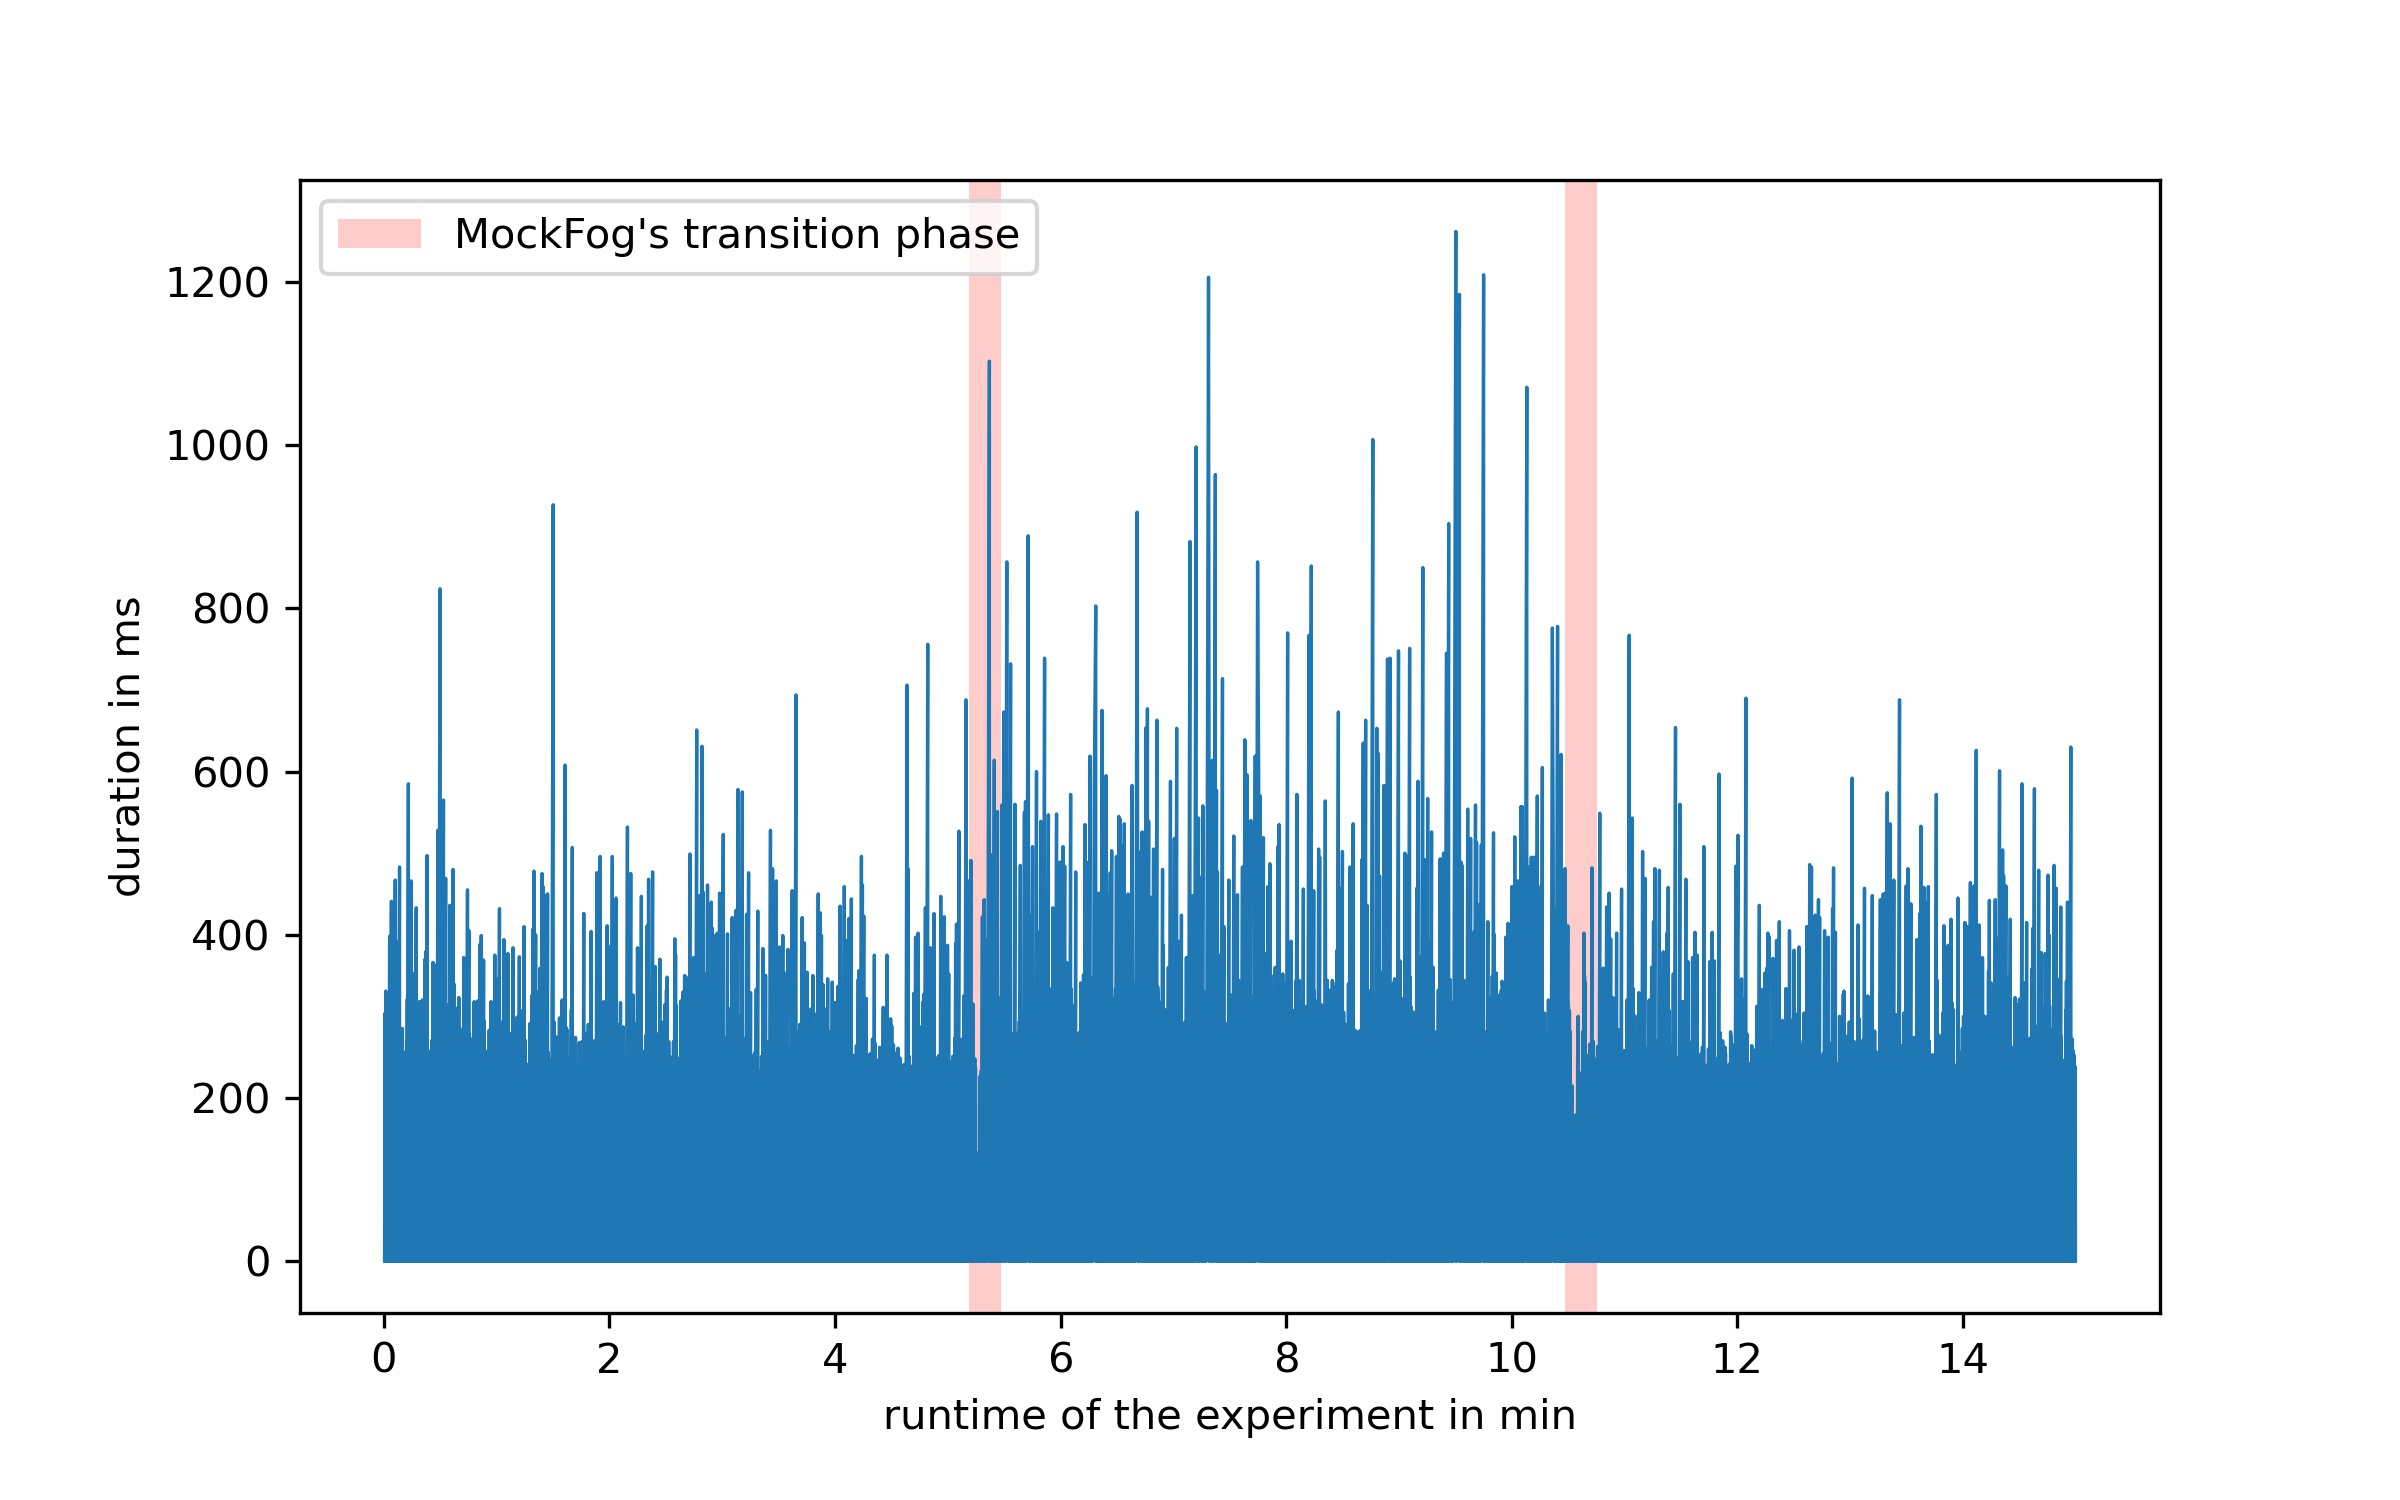 MockFog's transition phase
1200
1000
800
600
400
200
0
duration in ms
0 2 4 6 8 10 12 14
runtime of the experiment in min